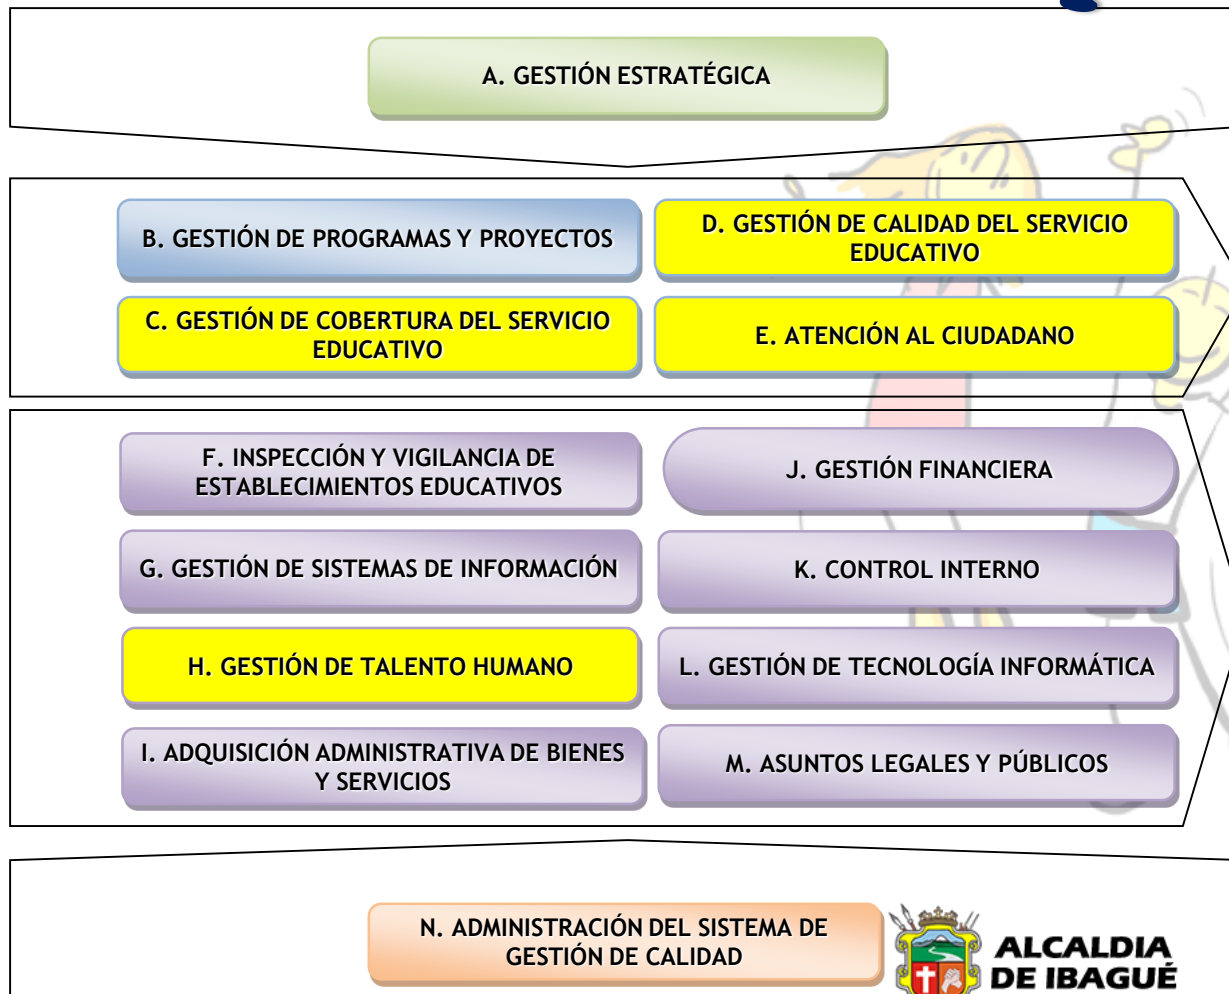 A. GESTIÓN ESTRATÉGICA
B. GESTIÓN DE PROGRAMAS Y PROYECTOS
D. GESTIÓN DE CALIDAD DEL SERVICIO
EDUCATIVO
C. GESTIÓN DE COBERTURA DEL SERVICIO
EDUCATIVO
E. ATENCIÓN AL CIUDADANO
F. INSPECCIÓN Y VIGILANCIA DE
ESTABLECIMIENTOS EDUCATIVOS
J. GESTIÓN FINANCIERA
G. GESTIÓN DE SISTEMAS DE INFORMACIÓN
K. CONTROL INTERNO
H. GESTIÓN DE TALENTO HUMANO
L. GESTIÓN DE TECNOLOGÍA INFORMÁTICA
I. ADQUISICIÓN ADMINISTRATIVA DE BIENES
Y SERVICIOS
M. ASUNTOS LEGALES Y PÚBLICOS
N. ADMINISTRACIÓN DEL SISTEMA DE
GESTIÓN DE CALIDAD
ALCALDIA
DE IBAGUÉ